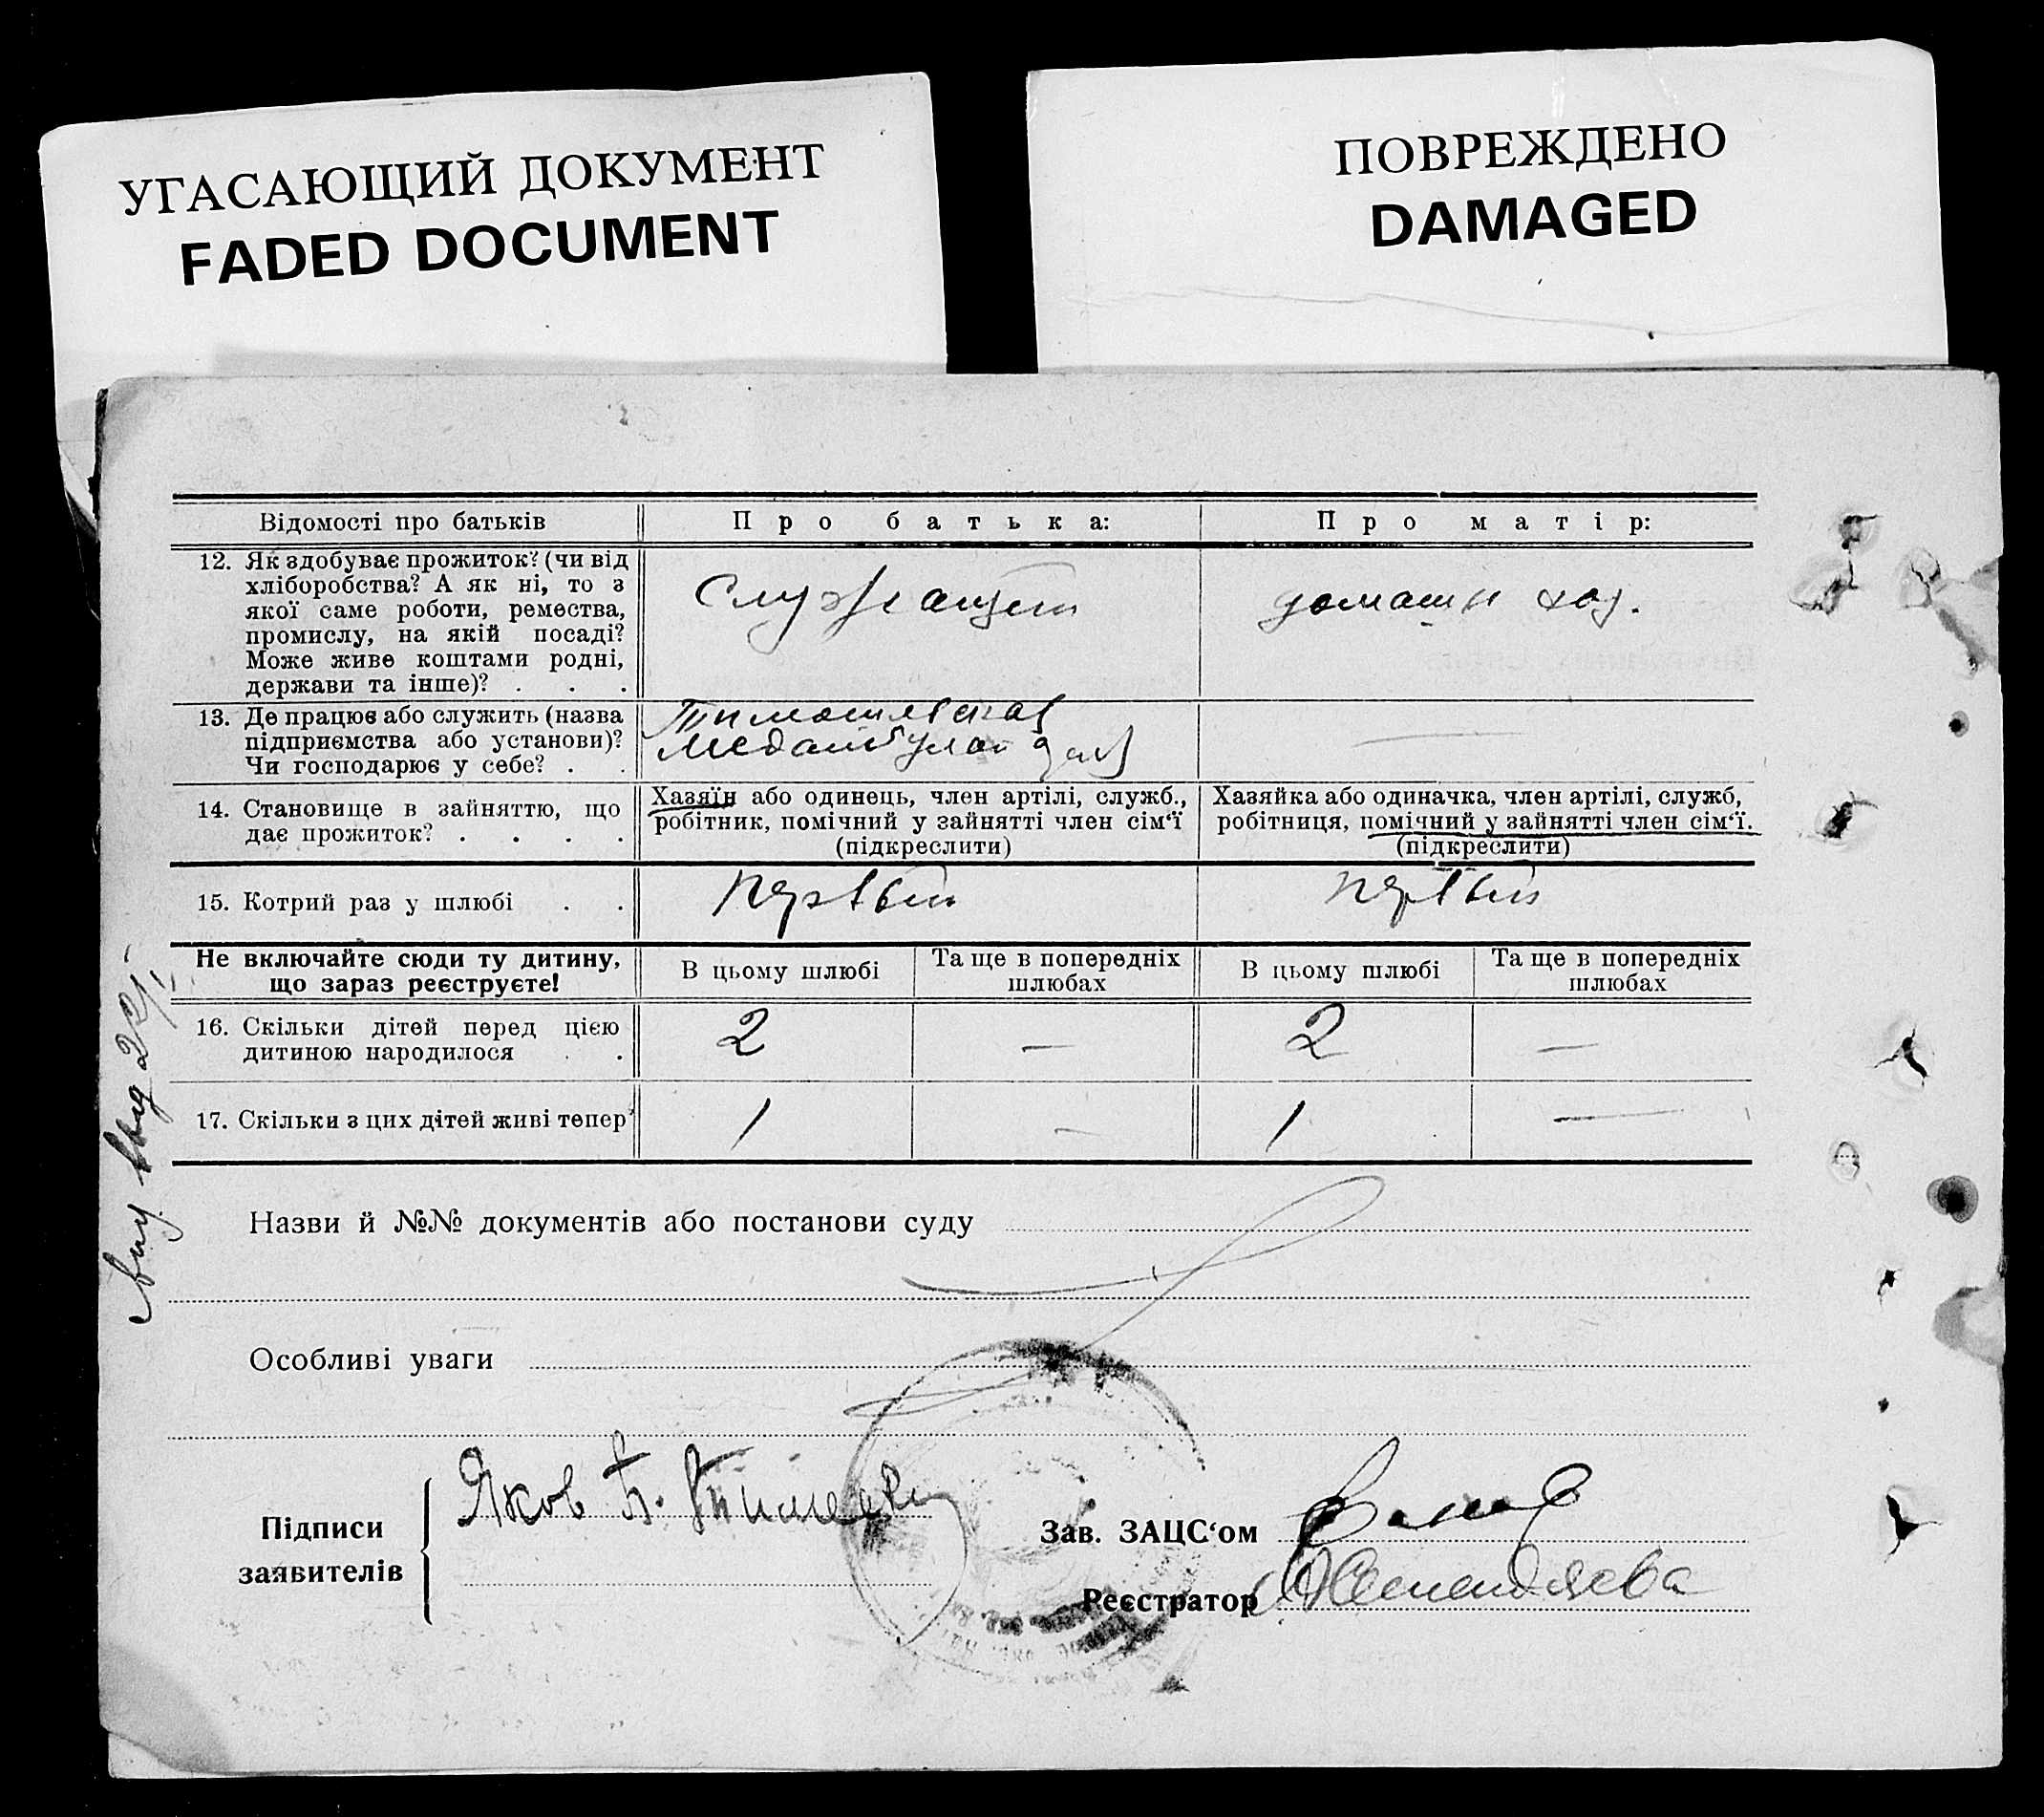 УГАСАЮЩИЙ ДОКУМЕНТ
FADED DOCUMENT
ПОВРЕЖДЕНО
DAMAGED
Відомості про батьків
Про батька:
Про матір:
12. Як здобуває прожиток? (чи від
хліборобства? А як ні, то з
якої саме роботи, ремества,
промислу, на якій посаді?
Може живе коштами родні,
держави та інше)? . . .
Служащий
домашн хоз.
13. Де працює або служить (назва
підприємства або установи)?
Чи господарює у себе? . .
—
14. Становище в зайняттю, що
дає прожиток? . . . .
Хазяїн або одинець, член артілі, служб.,
робітник, помічний у зайнятті член сім'ї
(підкреслити)
Хазяйка або одиначка, член артілі, служб,
робітниця, помічний у зайнятті член сім'ї.
(підкреслити)
15. Котрий раз у шлюбі . .
первый
первый
Не включайте сюди ту дитину,
що зараз реєструєте!
В цьому шлюбі
Та ще в попередніх
шлюбах
В цьому шлюбі
Та ще в попередніх
шлюбах
16. Скільки дітей перед цією
дитиною народилося . .
2 — 2 —
17. Скільки з цих дітей живі тепер
1 — 1 —
Назви й №№ документів або постанови суду
Особливі уваги
Підписи
заявителів
Яков Б.
Зав. ЗАЦС'ом
Реєстратор